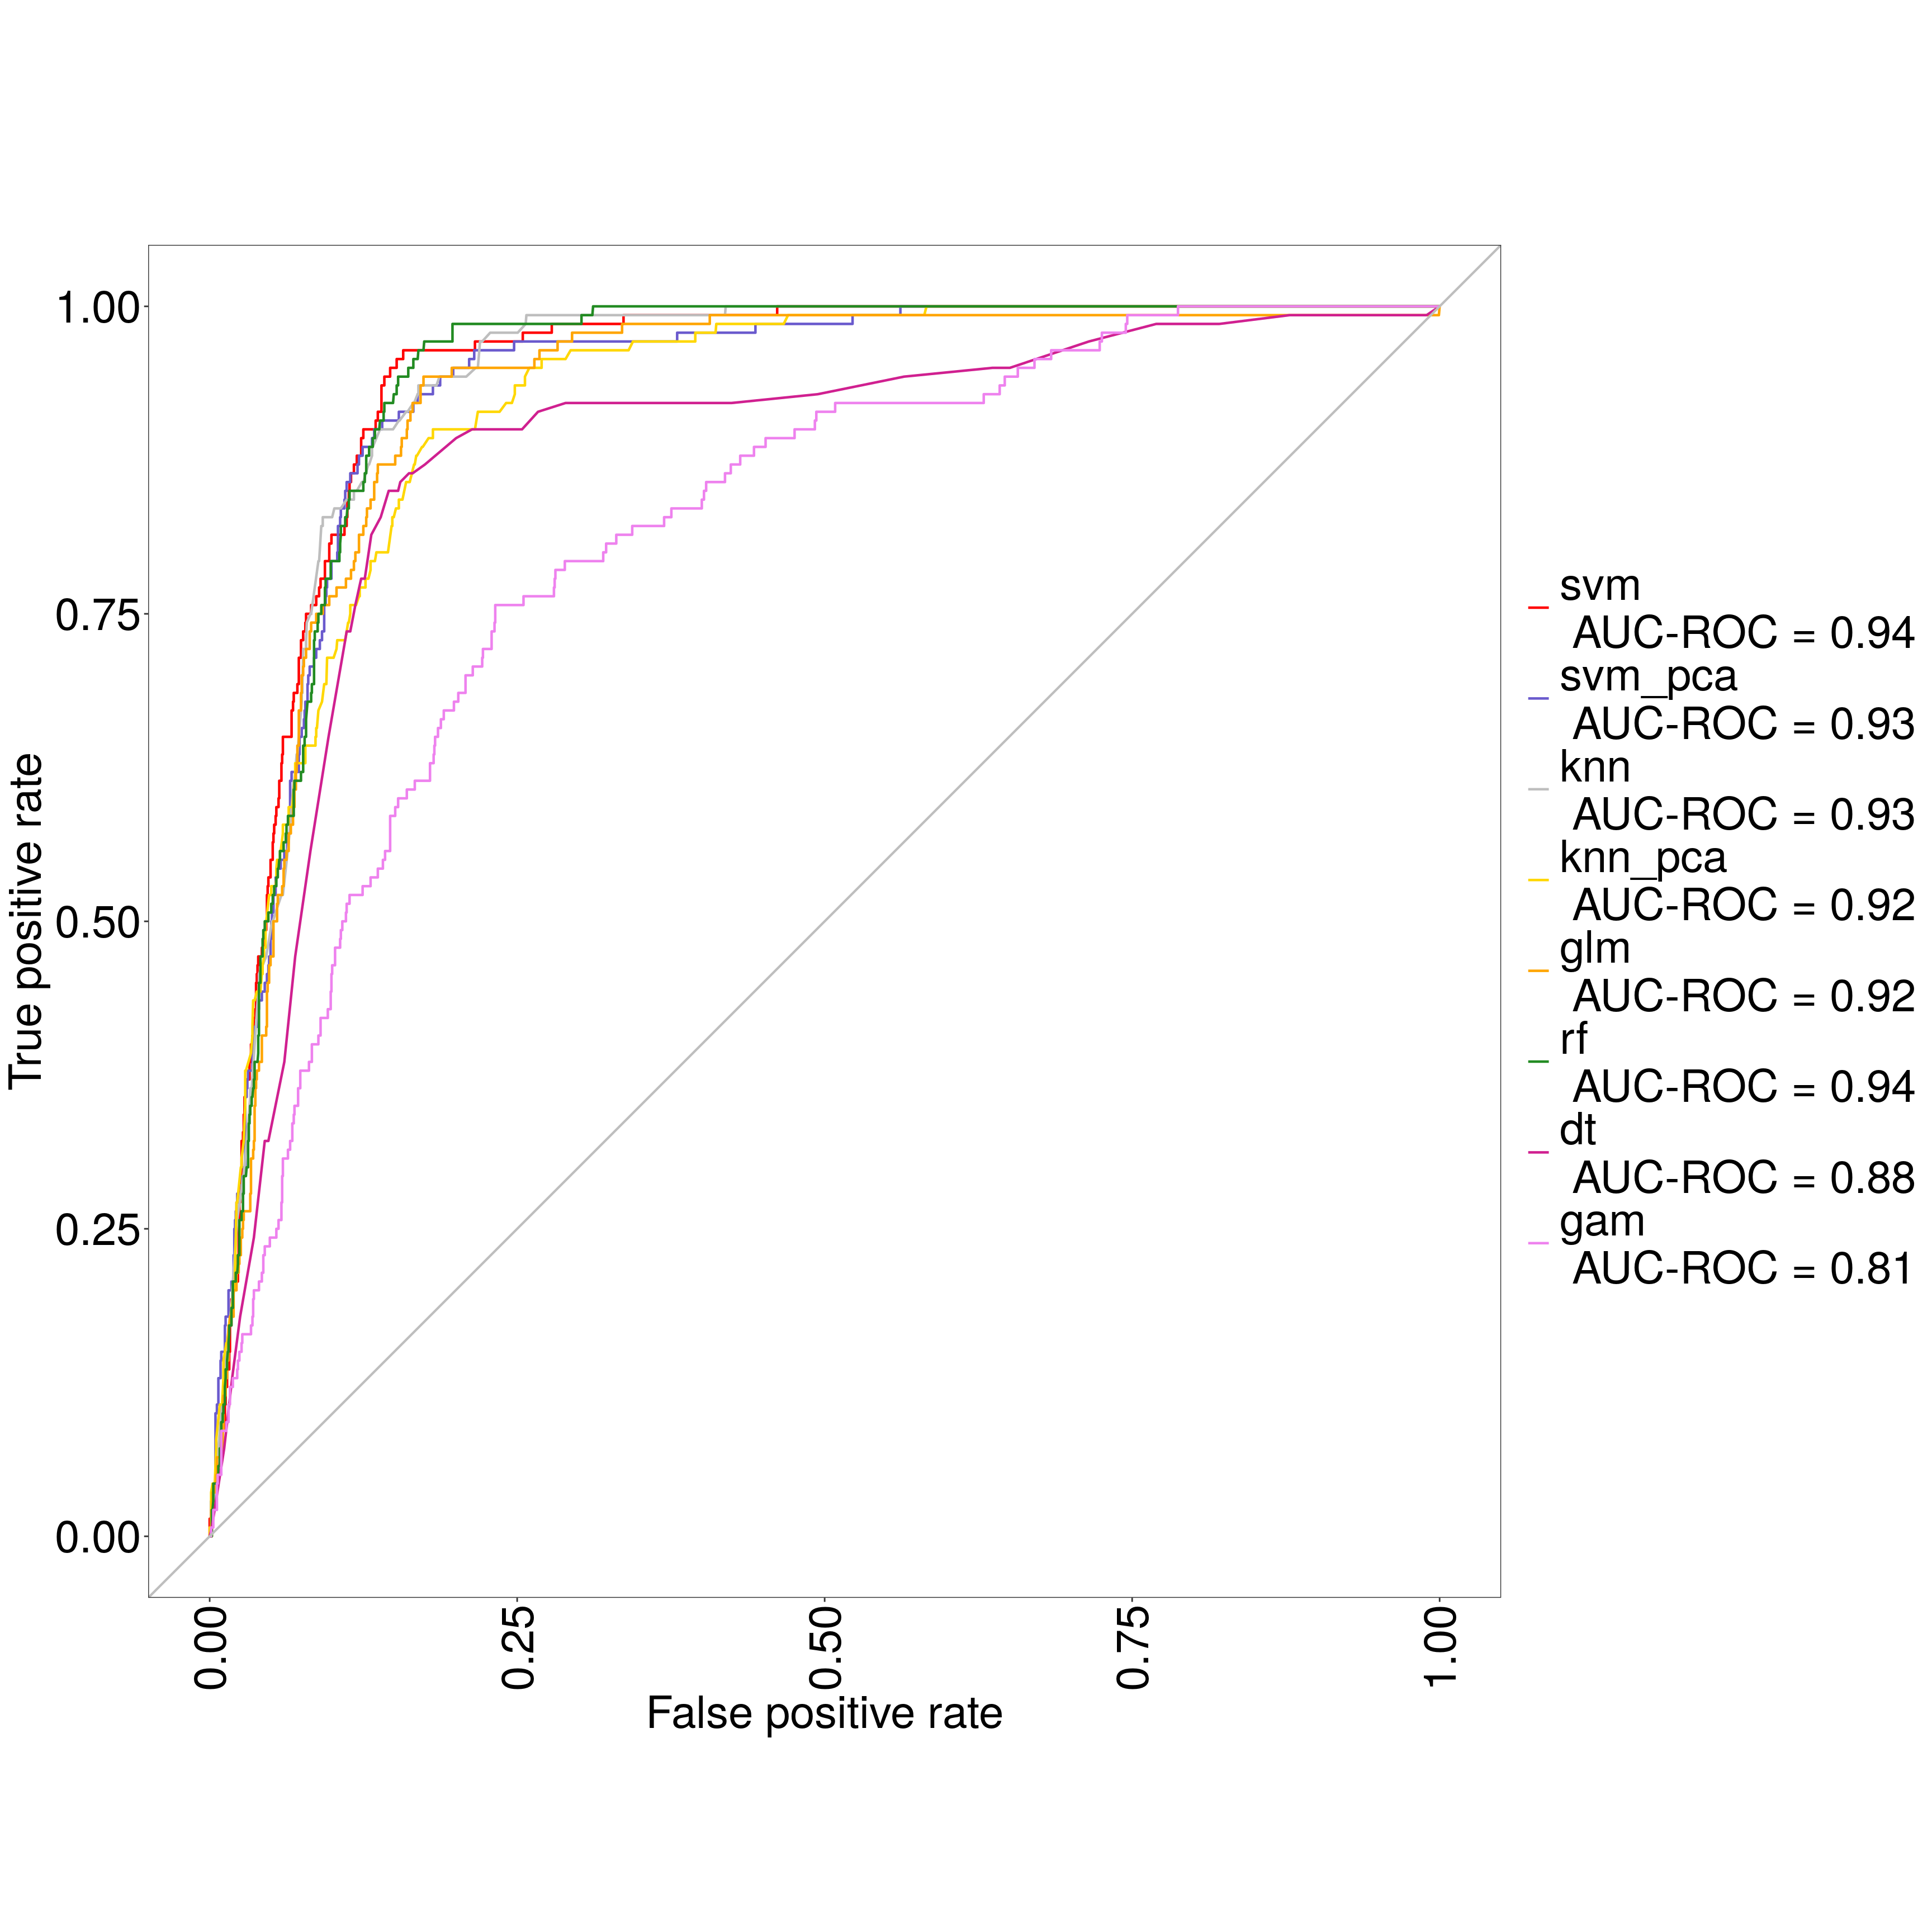 1.00
0.75
0.50
0.25
0.00
True positive rate
0.00
0.25
0.50
0.75
1.00
False positive rate
svm
AUC-ROC = 0.94
svm_pca
AUC-ROC = 0.93
knn
AUC-ROC = 0.93
knn_pca
AUC-ROC = 0.92
glm
AUC-ROC = 0.92
rf
AUC-ROC = 0.94
dt
AUC-ROC = 0.88
gam
AUC-ROC = 0.81